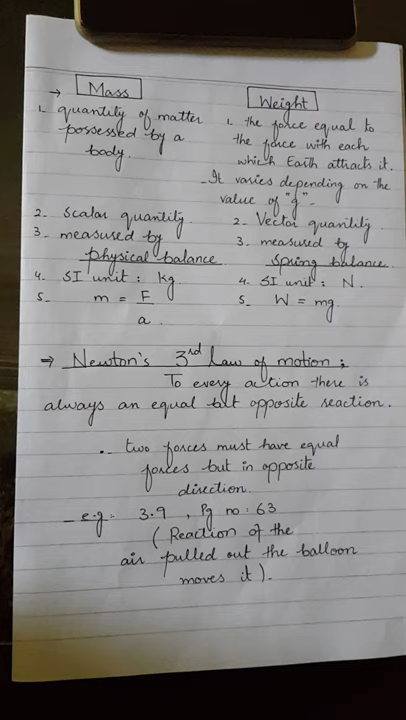 → Mass
1. quantity of matter
possessed by a
body.
2- Scalar quantity
3- measured by
physical balance
4. SI unit : kg.
5- m = F
a.
Weight
1. the force equal to
the force with each
which Earth attracts it.
- It varies depending on the
value of "g".
2- Vector quantity.
3. measured by
spring balance.
4. SI unit : N.
5- W = mg.
⇒ Newton's 3rd Law of motion ;
To every action there is
always an equal but opposite reaction.
two forces must have equal
forces but in opposite
direction.
- e.g: 3.9 , Pg no : 63
( Reaction of the
air pulled out the balloon
moves it ).